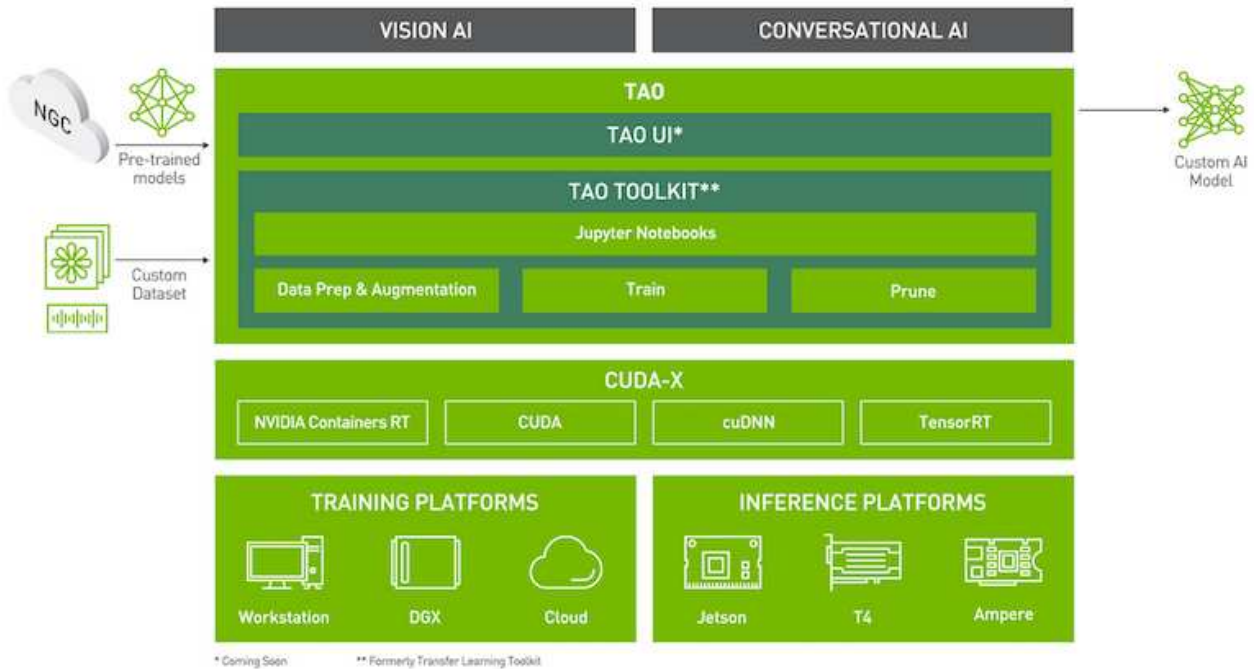 VISION AI
CONVERSATIONAL AI
NGC
Pre-trained
models
Custom
Dataset
TAO
TAO UI*
TAO TOOLKIT**
Jupyter Notebooks
Data Prep & Augmentation
Train
Prune
Custom AI
Model
CUDA-X
NVIDIA Containers RT
CUDA
cuDNN
TensorRT
TRAINING PLATFORMS
Workstation
DGX
Cloud
INFERENCE PLATFORMS
Jetson
T4
Ampere
* Coming Soon
** Formerly Transfer Learning Toolkit